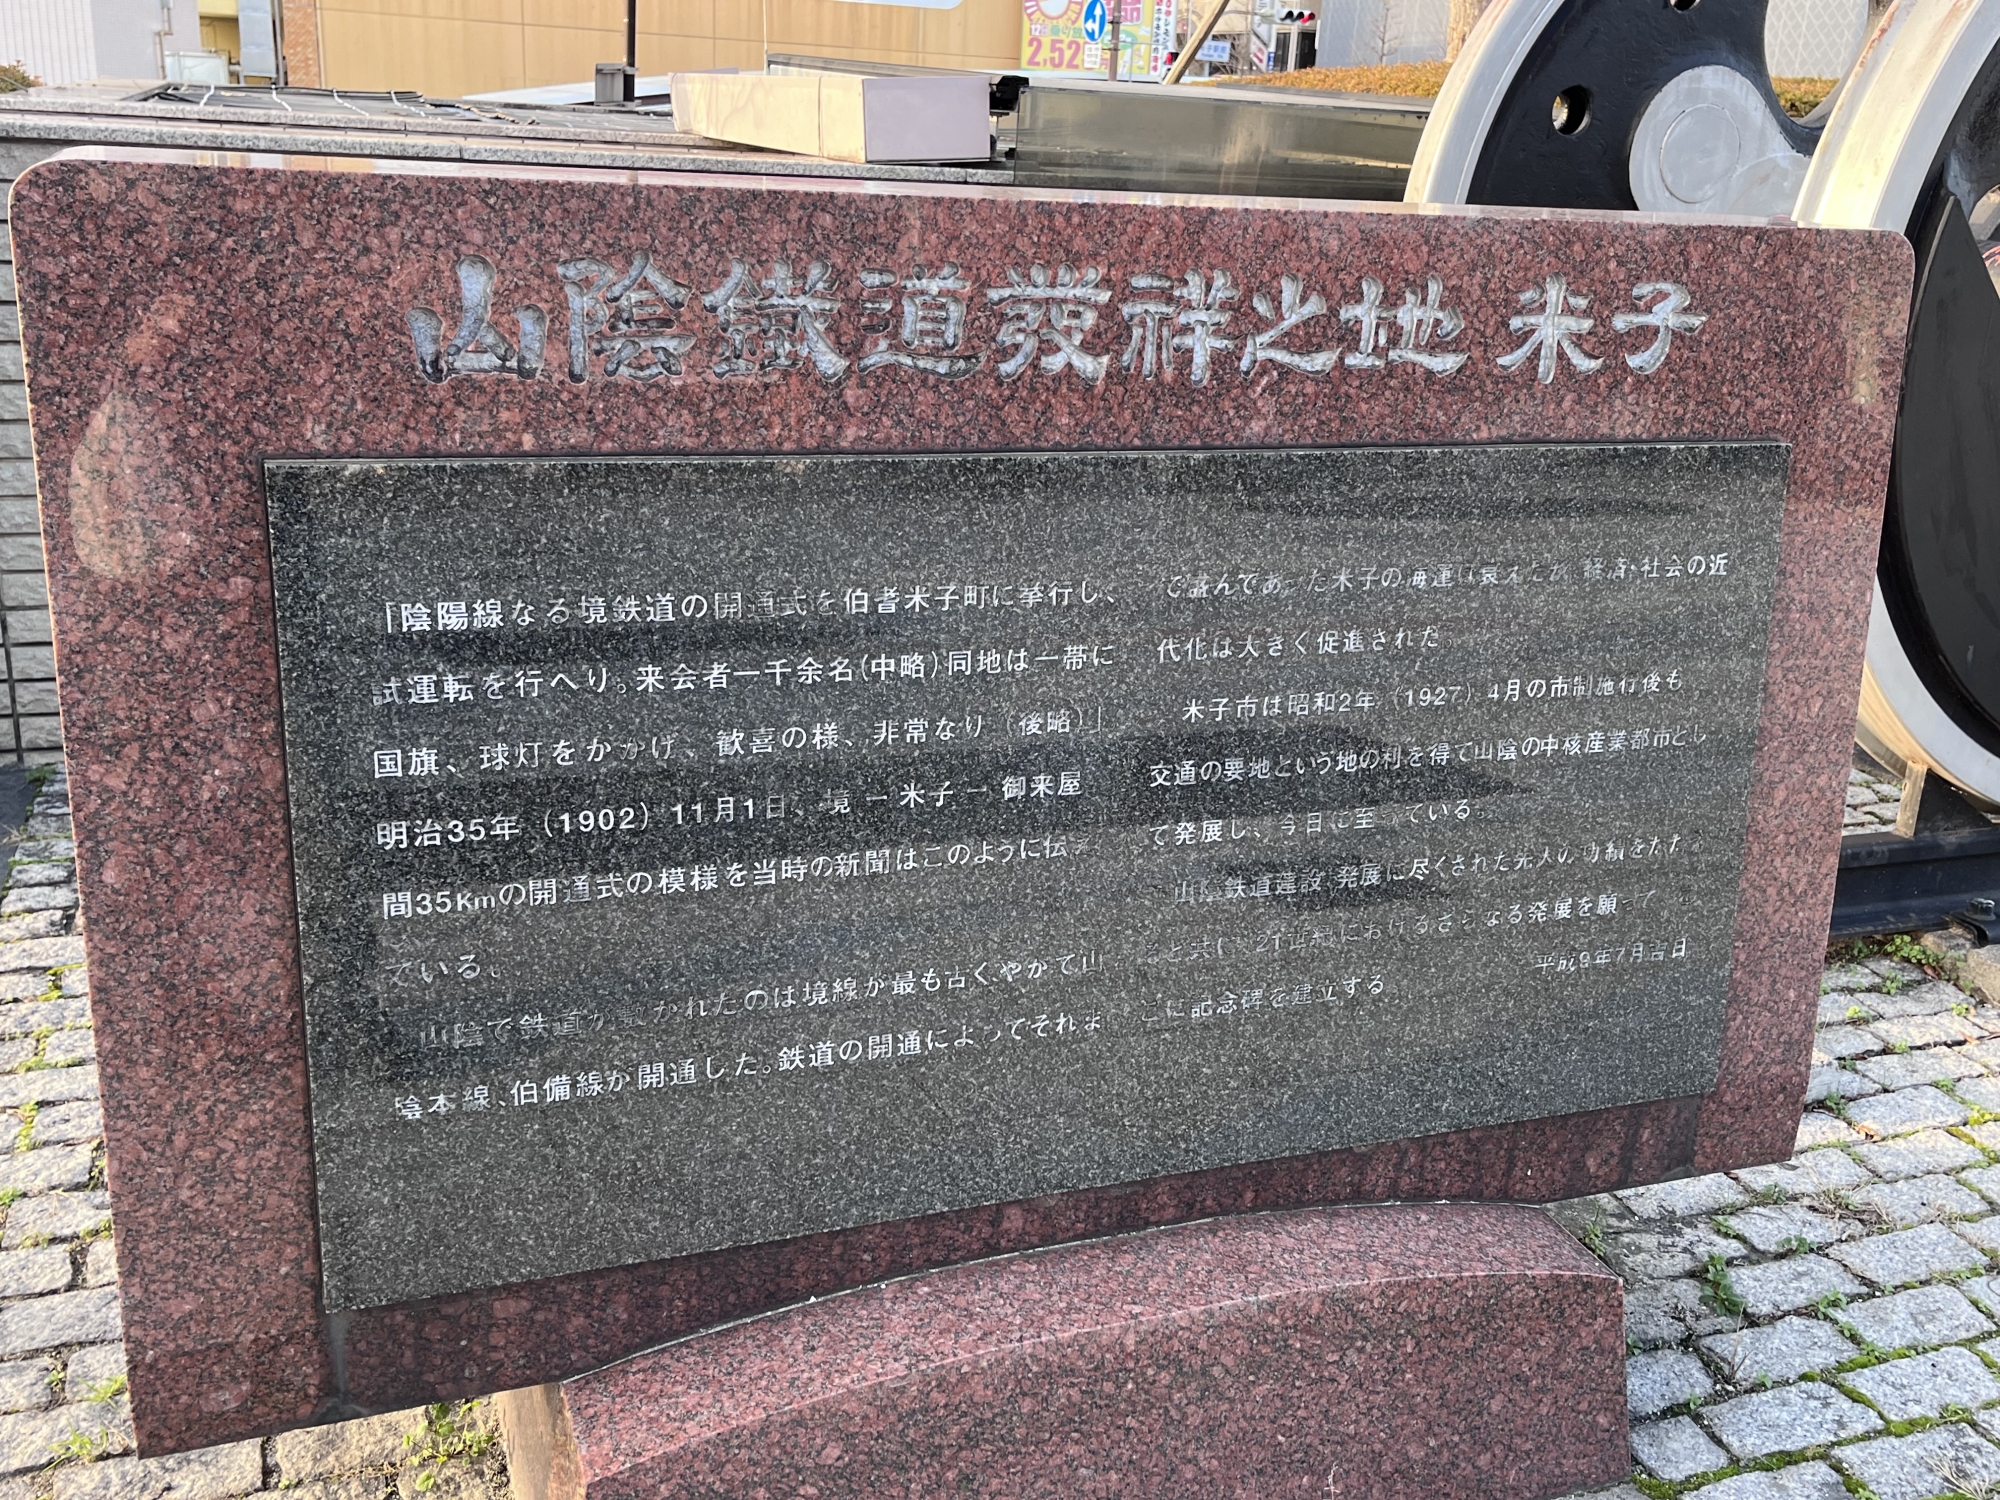 山陰鐵道發祥之地 米子
「陰陽線なる境鉄道の開通式を伯耆米子町に挙行し、
試運転を行へり。来会者一千余名(中略)同地は一帯に
国旗、球灯をかかげ、歓喜の様、非常なり(後略)」
明治35年(1902)11月1日、境ー米子ー御来屋
間35Kmの開通式の模様を当時の新聞はこのように伝え
ている。
山陰で鉄道が敷かれたのは境線が最も古くやがて山
陰本線、伯備線が開通した。鉄道の開通によってそれま
で盛んであった米子の海運は衰えたが 経済・社会の近
代化は大きく促進された。
米子市は昭和2年(1927)4月の市制施行後も
交通の要地という地の利を得て山陰の中核産業都市とし
て発展し、今日に至っている。
山陰鉄道建設、発展に尽くされた先人の功績をたたえ
ると共に、21世紀におけるさらなる発展を願って
こに記念碑を建立する
平成9年7月吉日
2,52